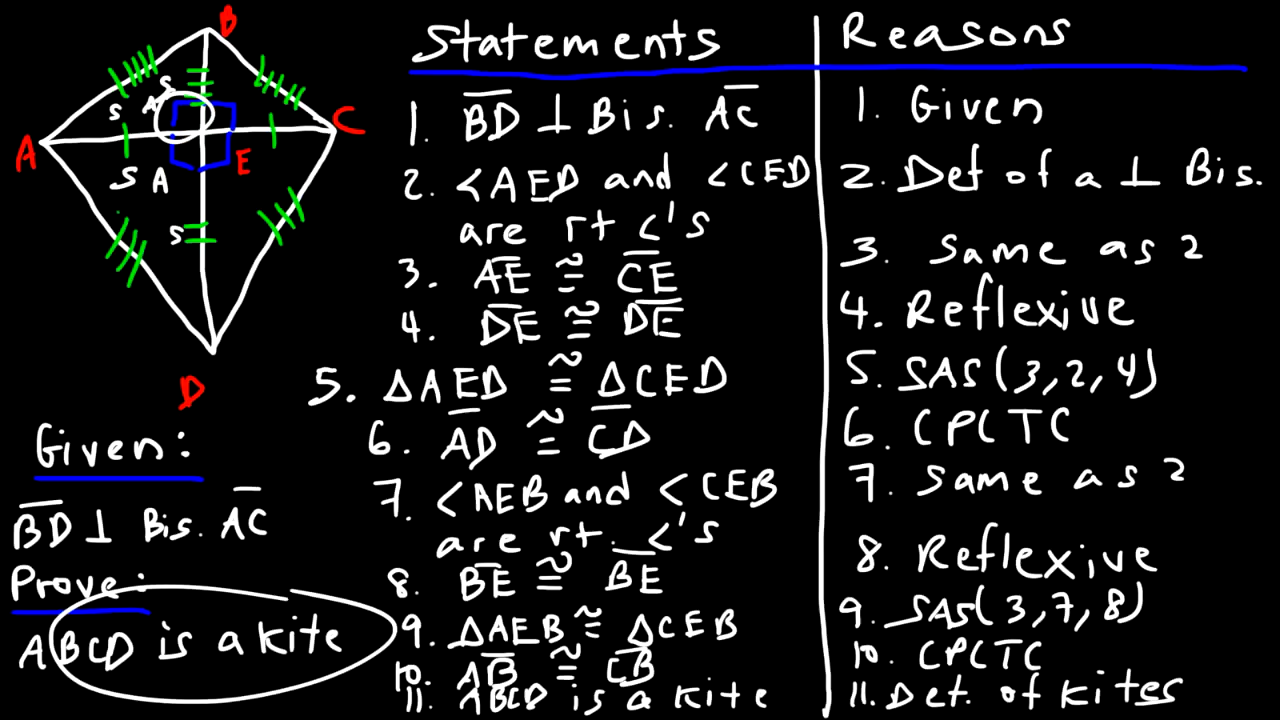 B
S
S A
A
C
E
S A
S
D
Given:
BD ⊥ Bis. AC
Prove:
ABCD is a kite
Statements
1. BD ⊥ Bis. AC
2. <AED and <CED
are rt <'s
3. AE ≅ CE
4. DE ≅ DE
5. ΔAED ≅ ΔCED
6. AD ≅ CD
7. <AEB and <CEB
are rt. <'s
8. BE ≅ BE
9. ΔAEB ≅ ΔCEB
10. AB ≅ CB
11. ABCD is a kite
Reasons
1. Given
2. Def of a ⊥ Bis.
3. Same as 2
4. Reflexive
5. SAS(3,2,4)
6. CPCTC
7. Same as 2
8. Reflexive
9. SAS(3,7,8)
10. CPCTC
11. Def. of kites